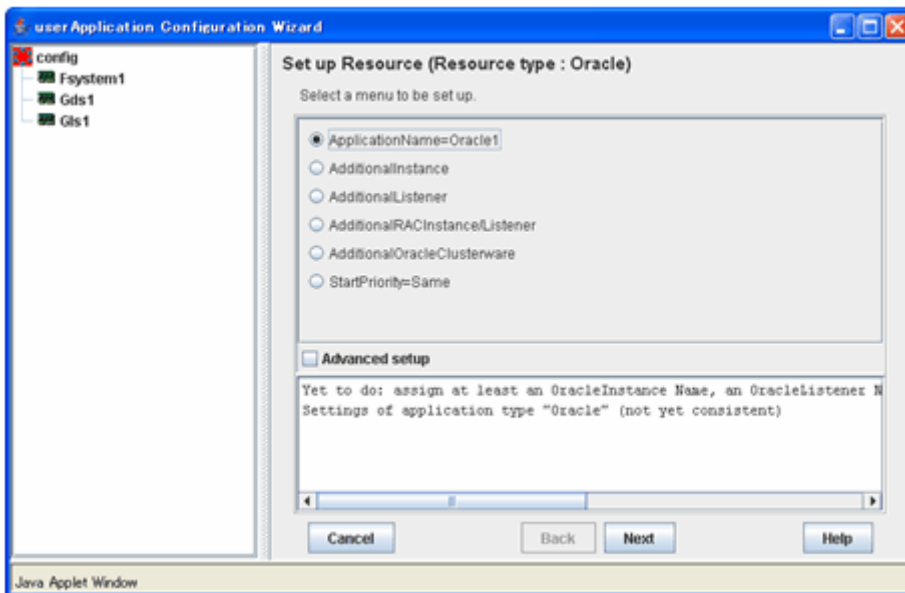 userApplication Configuration Wizard
config
Fsystem1
Gds1
Gls1
Set up Resource (Resource type : Oracle)
Select a menu to be set up.
ApplicationName=Oracle1
AdditionalInstance
AdditionalListener
AdditionalRACInstance/Listener
AdditionalOracleClusterware
StartPriority=Same
Advanced setup
Yet to do: assign at least an OracleInstance Name, an OracleListener N
Settings of application type "Oracle" (not yet consistent)
Cancel Back Next Help
Java Applet Window